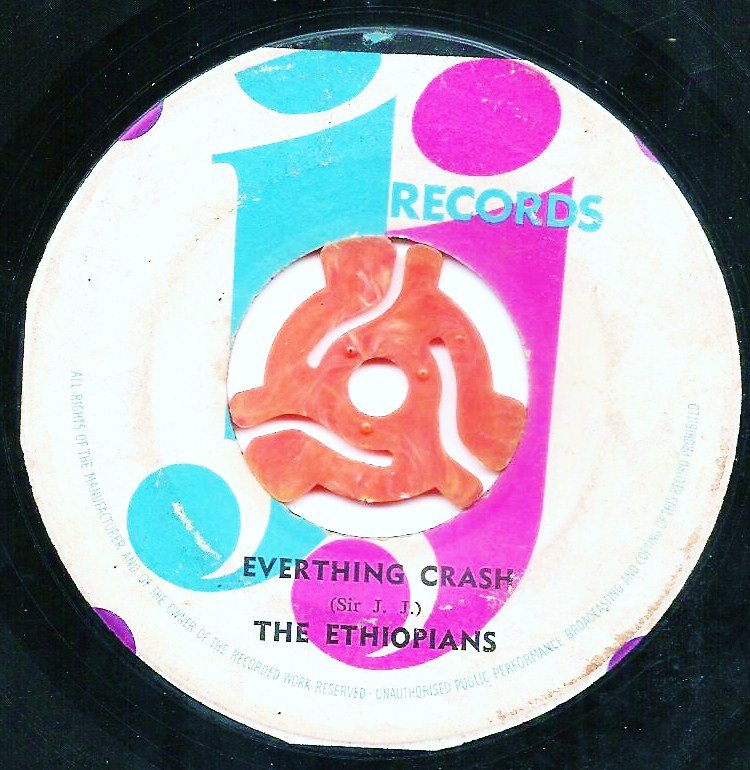 jj
RECORDS
EVERTHING CRASH
(Sir J. J.)
THE ETHIOPIANS
ALL RIGHTS OF THE MANUFACTURER AND OF THE OWNER OF THE RECORDED WORK RESERVED - UNAUTHORISED PUBLIC PERFORMANCE BROADCASTING AND COPYING OF THIS RECORD PROHIBITED